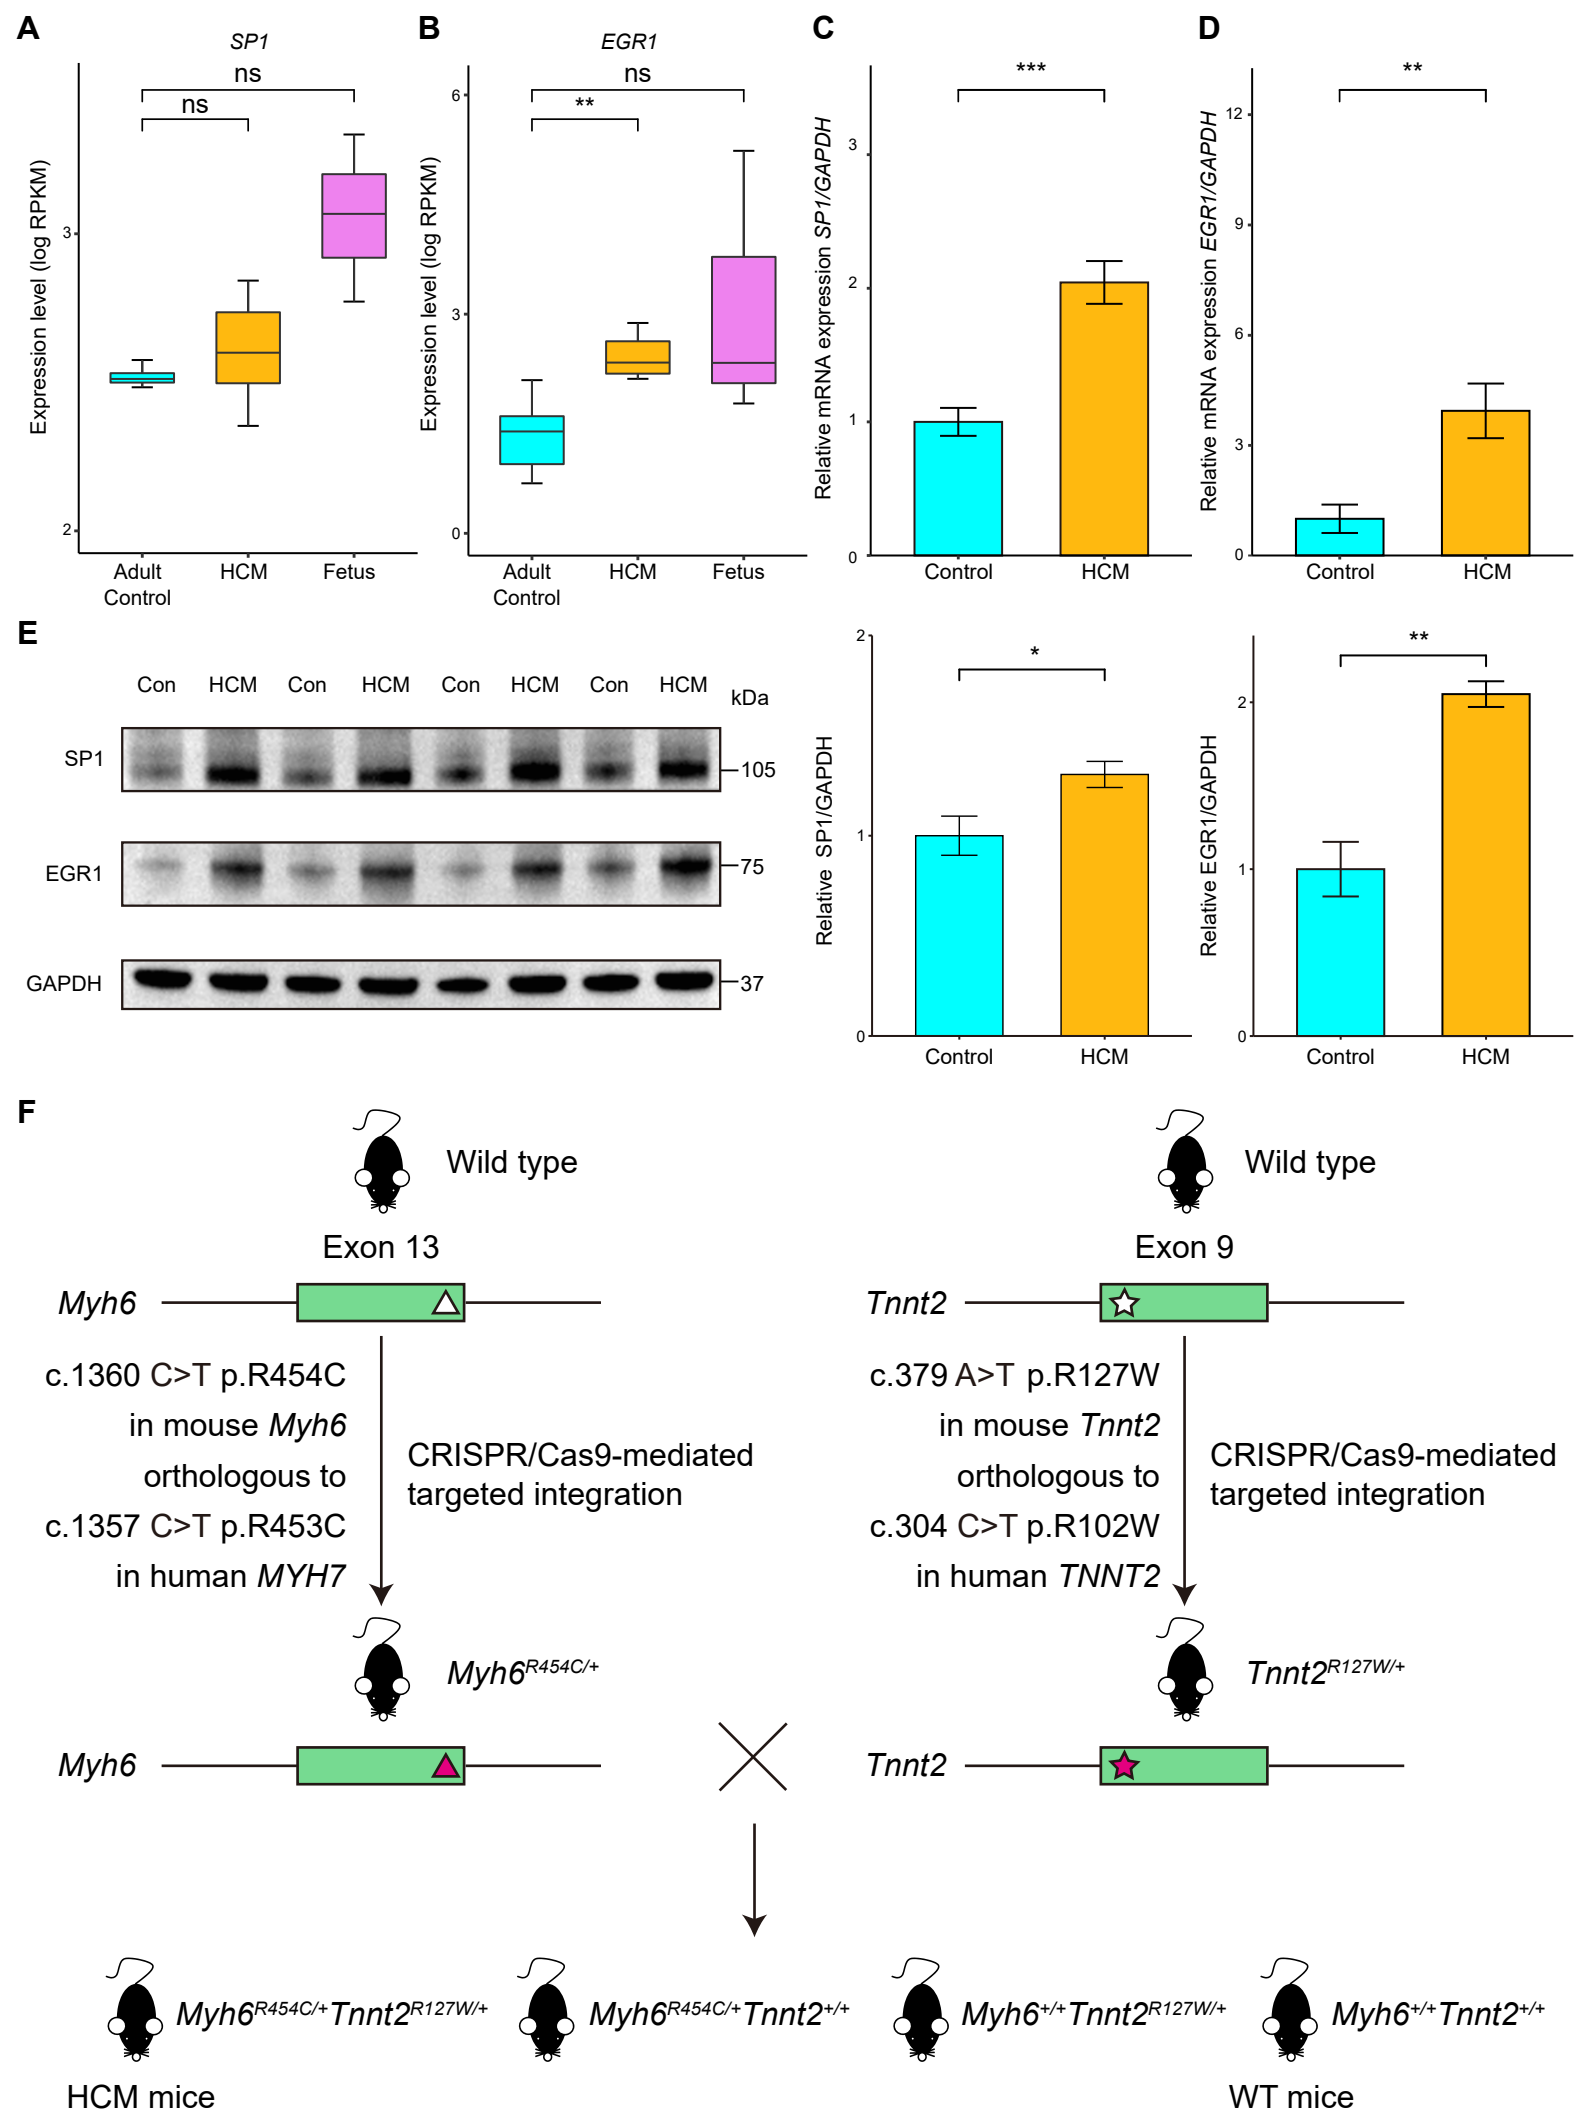 A
SP1
ns
ns
Expression level (log RPKM)
3
2
Adult
Control
HCM
Fetus
B
EGR1
ns
**
Expression level (log RPKM)
6
3
0
Adult
Control
HCM
Fetus
C
***
Relative mRNA expression SP1/GAPDH
3
2
1
0
Control
HCM
D
**
Relative mRNA expression EGR1/GAPDH
12
9
6
3
0
Control
HCM
E
Con HCM Con HCM Con HCM Con HCM
kDa
SP1
105
EGR1
75
GAPDH
37
*
Relative SP1/GAPDH
2
1
0
Control
HCM
**
Relative EGR1/GAPDH
2
1
0
Control
HCM
F
Wild type
Exon 13
Myh6
c.1360 C>T p.R454C
in mouse Myh6
orthologous to
c.1357 C>T p.R453C
in human MYH7
CRISPR/Cas9-mediated
targeted integration
Myh6R454C/+
Myh6
Wild type
Exon 9
Tnnt2
c.379 A>T p.R127W
in mouse Tnnt2
orthologous to
c.304 C>T p.R102W
in human TNNT2
CRISPR/Cas9-mediated
targeted integration
Tnnt2R127W/+
Tnnt2
Myh6R454C/+Tnnt2R127W/+
Myh6R454C/+Tnnt2+/+
Myh6+/+Tnnt2R127W/+
Myh6+/+Tnnt2+/+
HCM mice
WT mice